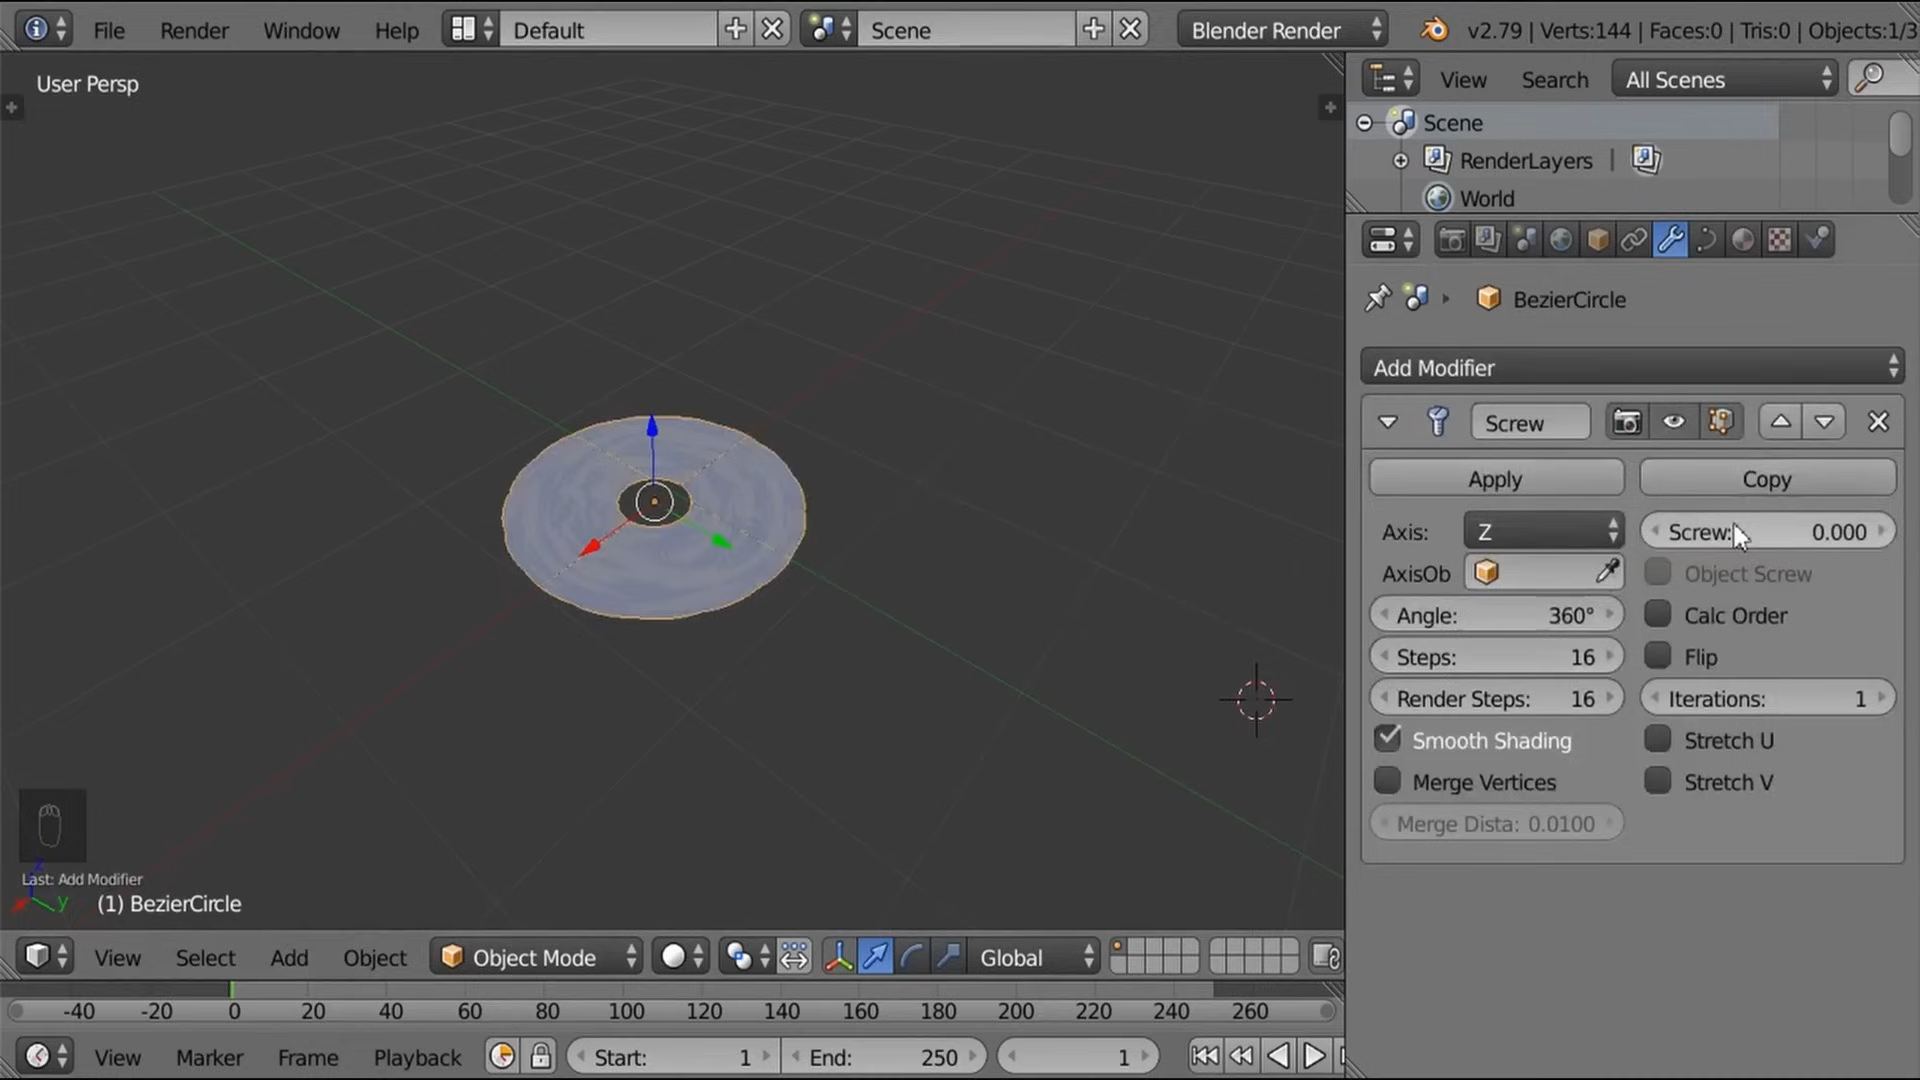 File Render Window Help Default Scene Blender Render v2.79 | Verts:144 | Faces:0 | Tris:0 | Objects:1/3
User Persp
View Search All Scenes
Scene
RenderLayers |
World
BezierCircle
Add Modifier
Screw
Apply Copy
Axis: Z Screw: 0.000
AxisOb Object Screw
Angle: 360° Calc Order
Steps: 16 Flip
Render Steps: 16 Iterations: 1
Smooth Shading Stretch U
Merge Vertices Stretch V
Merge Dista: 0.0100
z
Last: Add Modifier
y (1) BezierCircle
View Select Add Object Object Mode Global
-40 -20 0 20 40 60 80 100 120 140 160 180 200 220 240 260
View Marker Frame Playback Start: 1 End: 250 1